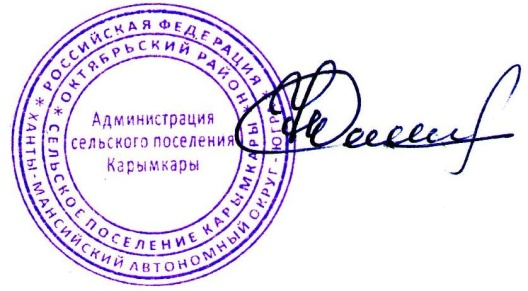 * РОССИЙСКАЯ ФЕДЕРАЦИЯ *
ХАНТЫ-МАНСИЙСКИЙ АВТОНОМНЫЙ ОКРУГ - ЮГРА
* ОКТЯБРЬСКИЙ РАЙОН *
СЕЛЬСКОЕ ПОСЕЛЕНИЕ КАРЫМКАРЫ
Администрация
сельского поселения
Карымкары